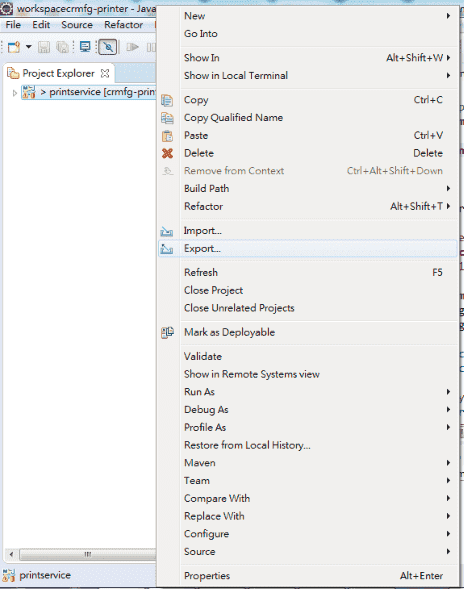 workspacecrmfg-printer - Java
File Edit Source Refactor
Project Explorer
> printservice [crmfg-prin
New
Go Into
Show In Alt+Shift+W
Show in Local Terminal
Copy Ctrl+C
Copy Qualified Name
Paste Ctrl+V
Delete Delete
Remove from Context Ctrl+Alt+Shift+Down
Build Path
Refactor Alt+Shift+T
Import...
Export...
Refresh F5
Close Project
Close Unrelated Projects
Mark as Deployable
Validate
Show in Remote Systems view
Run As
Debug As
Profile As
Restore from Local History...
Maven
Team
Compare With
Replace With
Configure
Source
Properties Alt+Enter
printservice